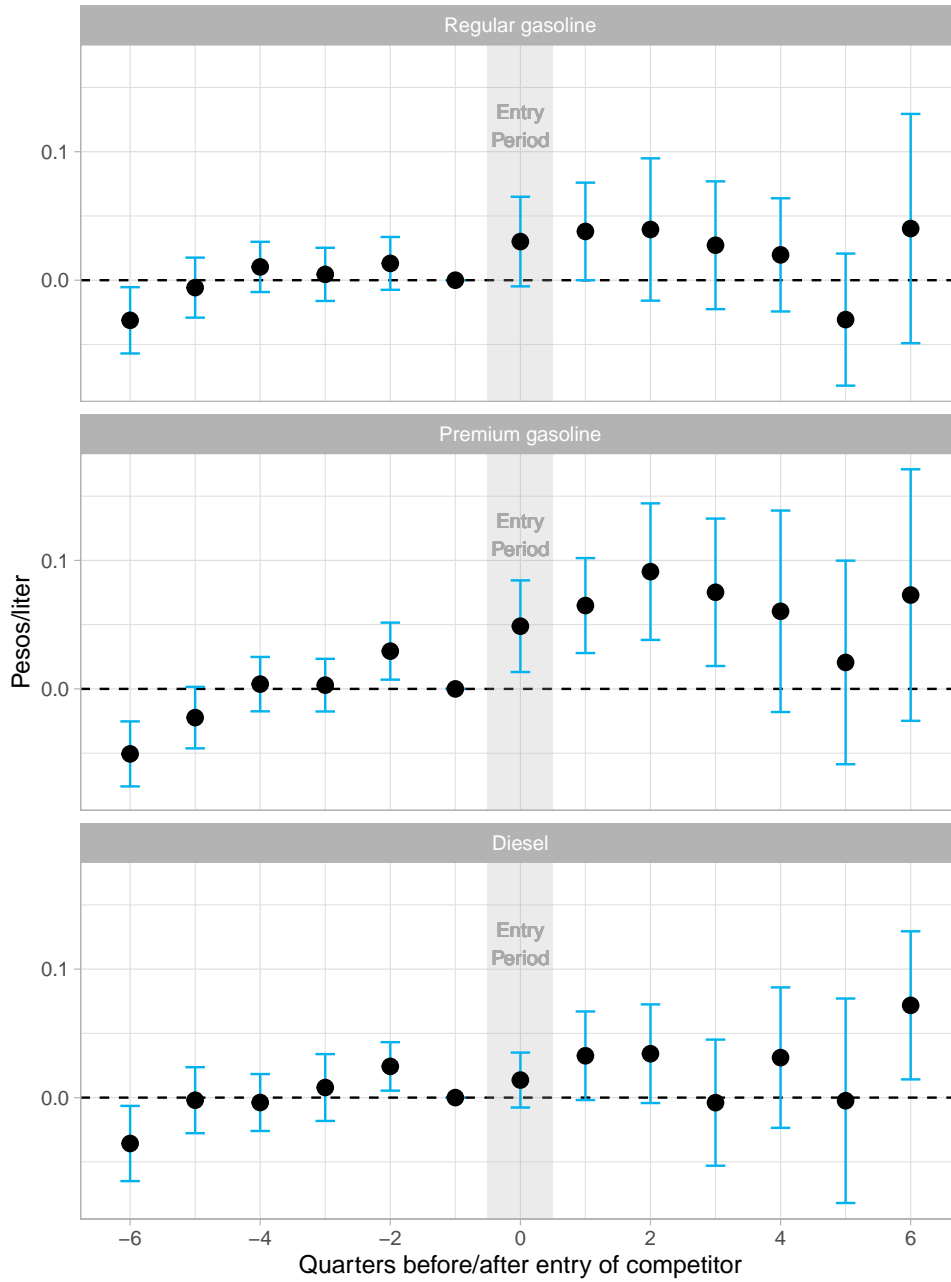 Regular gasoline
Entry
Period
0.1
0.0
Premium gasoline
Entry
Period
0.1
0.0
Pesos/liter
Diesel
Entry
Period
0.1
0.0
−6 −4 −2 0 2 4 6
Quarters before/after entry of competitor